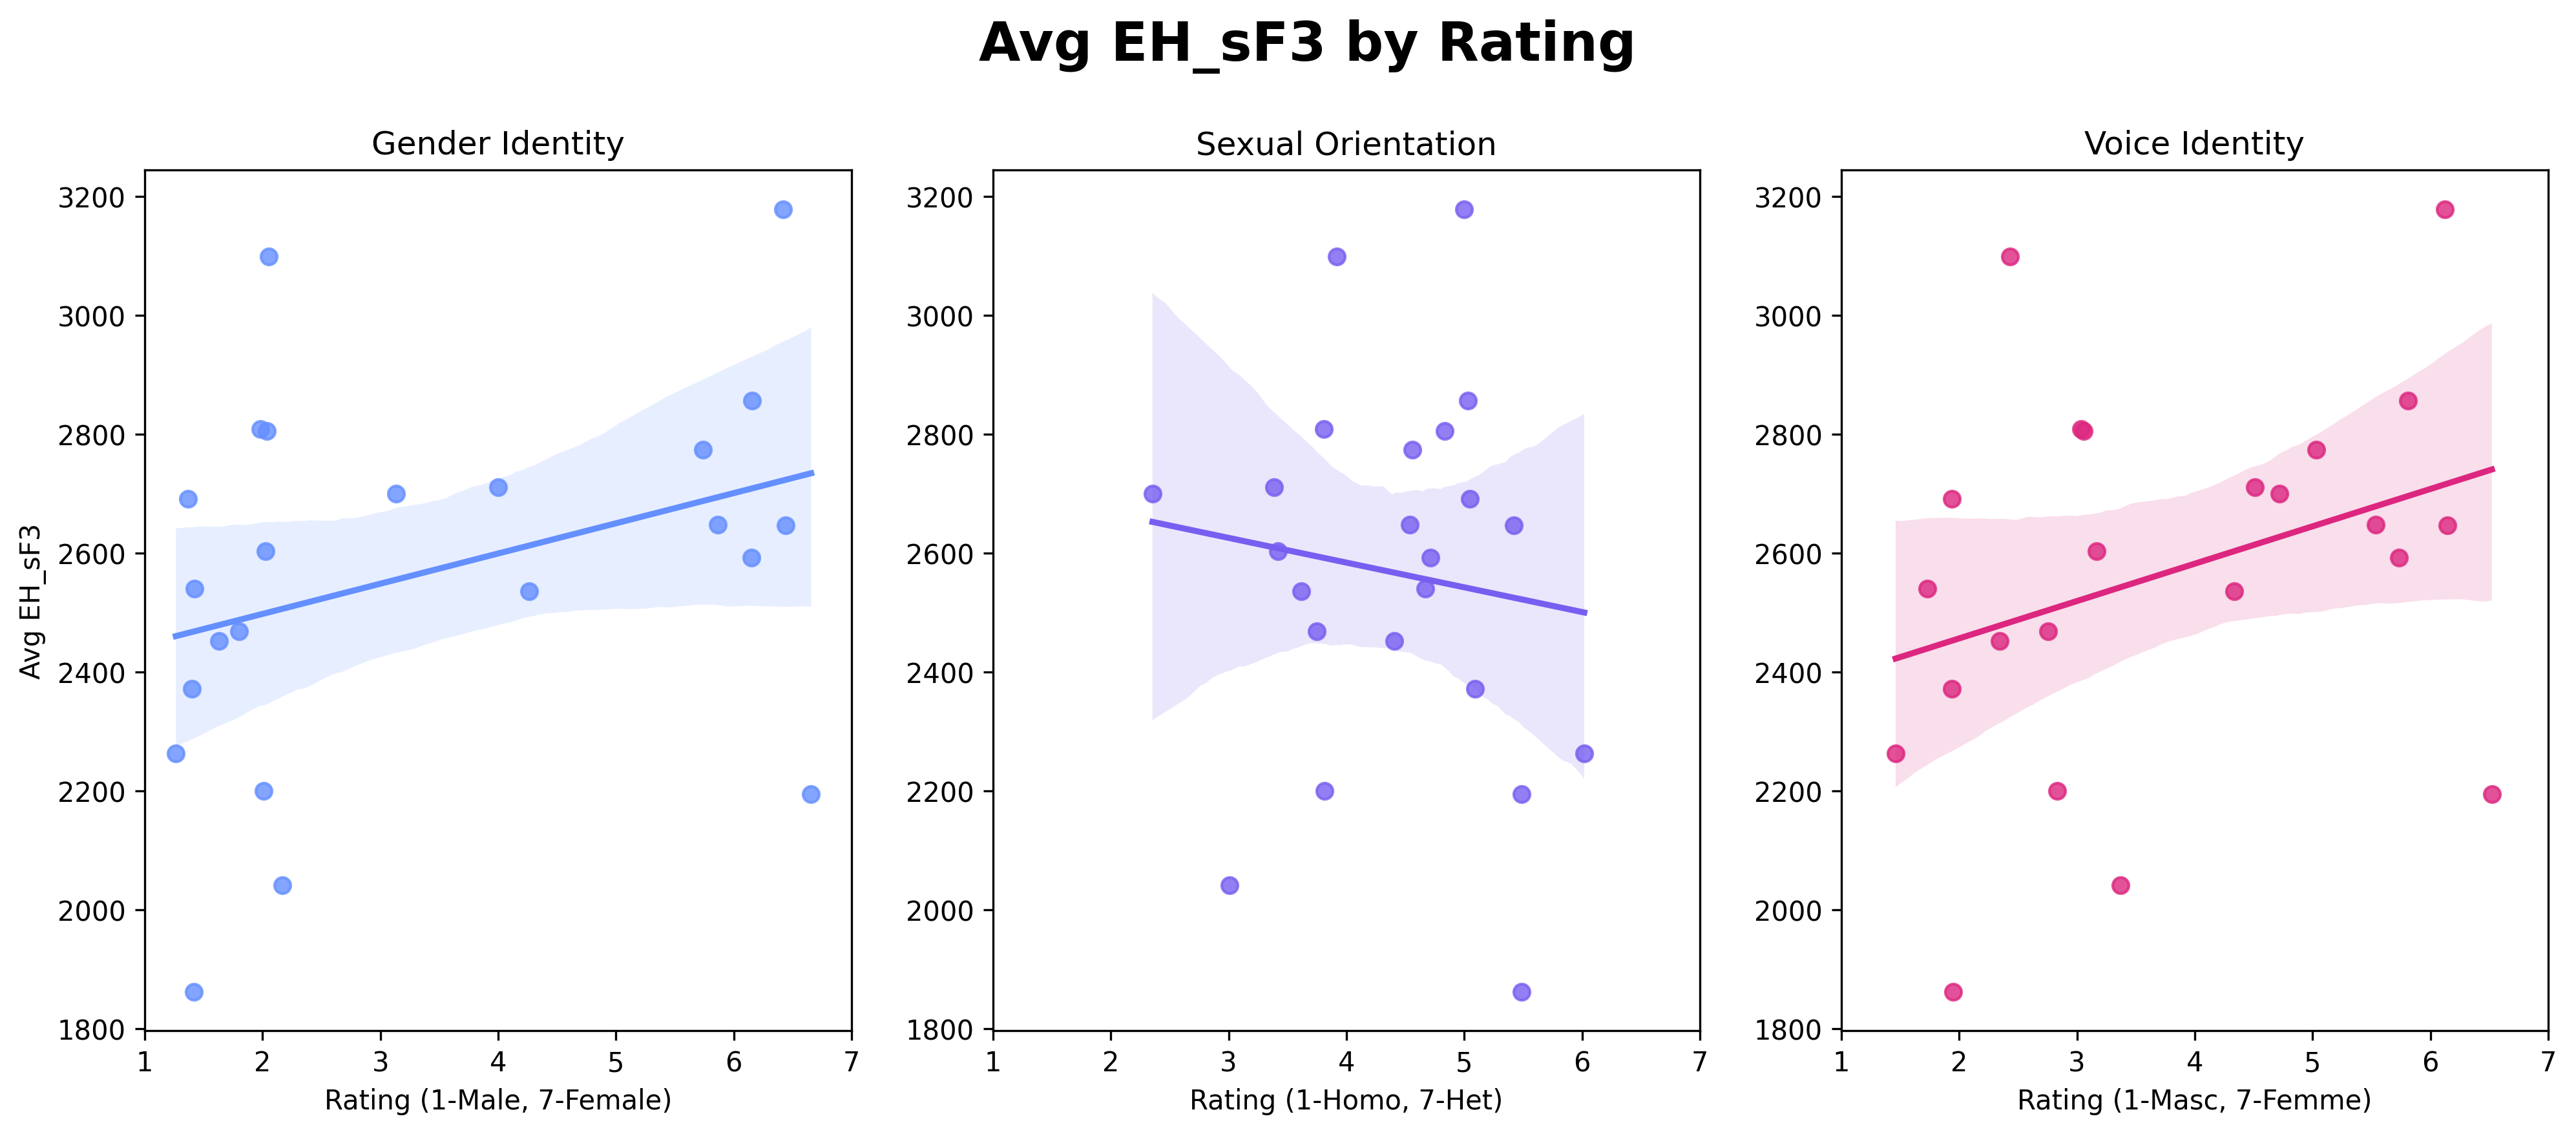 Avg EH_sF3 by Rating
Gender Identity
Sexual Orientation
Voice Identity
Avg EH_sF3
3200
3000
2800
2600
2400
2200
2000
1800
1 2 3 4 5 6 7
Rating (1-Male, 7-Female)
3200
3000
2800
2600
2400
2200
2000
1800
1 2 3 4 5 6 7
Rating (1-Homo, 7-Het)
3200
3000
2800
2600
2400
2200
2000
1800
1 2 3 4 5 6 7
Rating (1-Masc, 7-Femme)